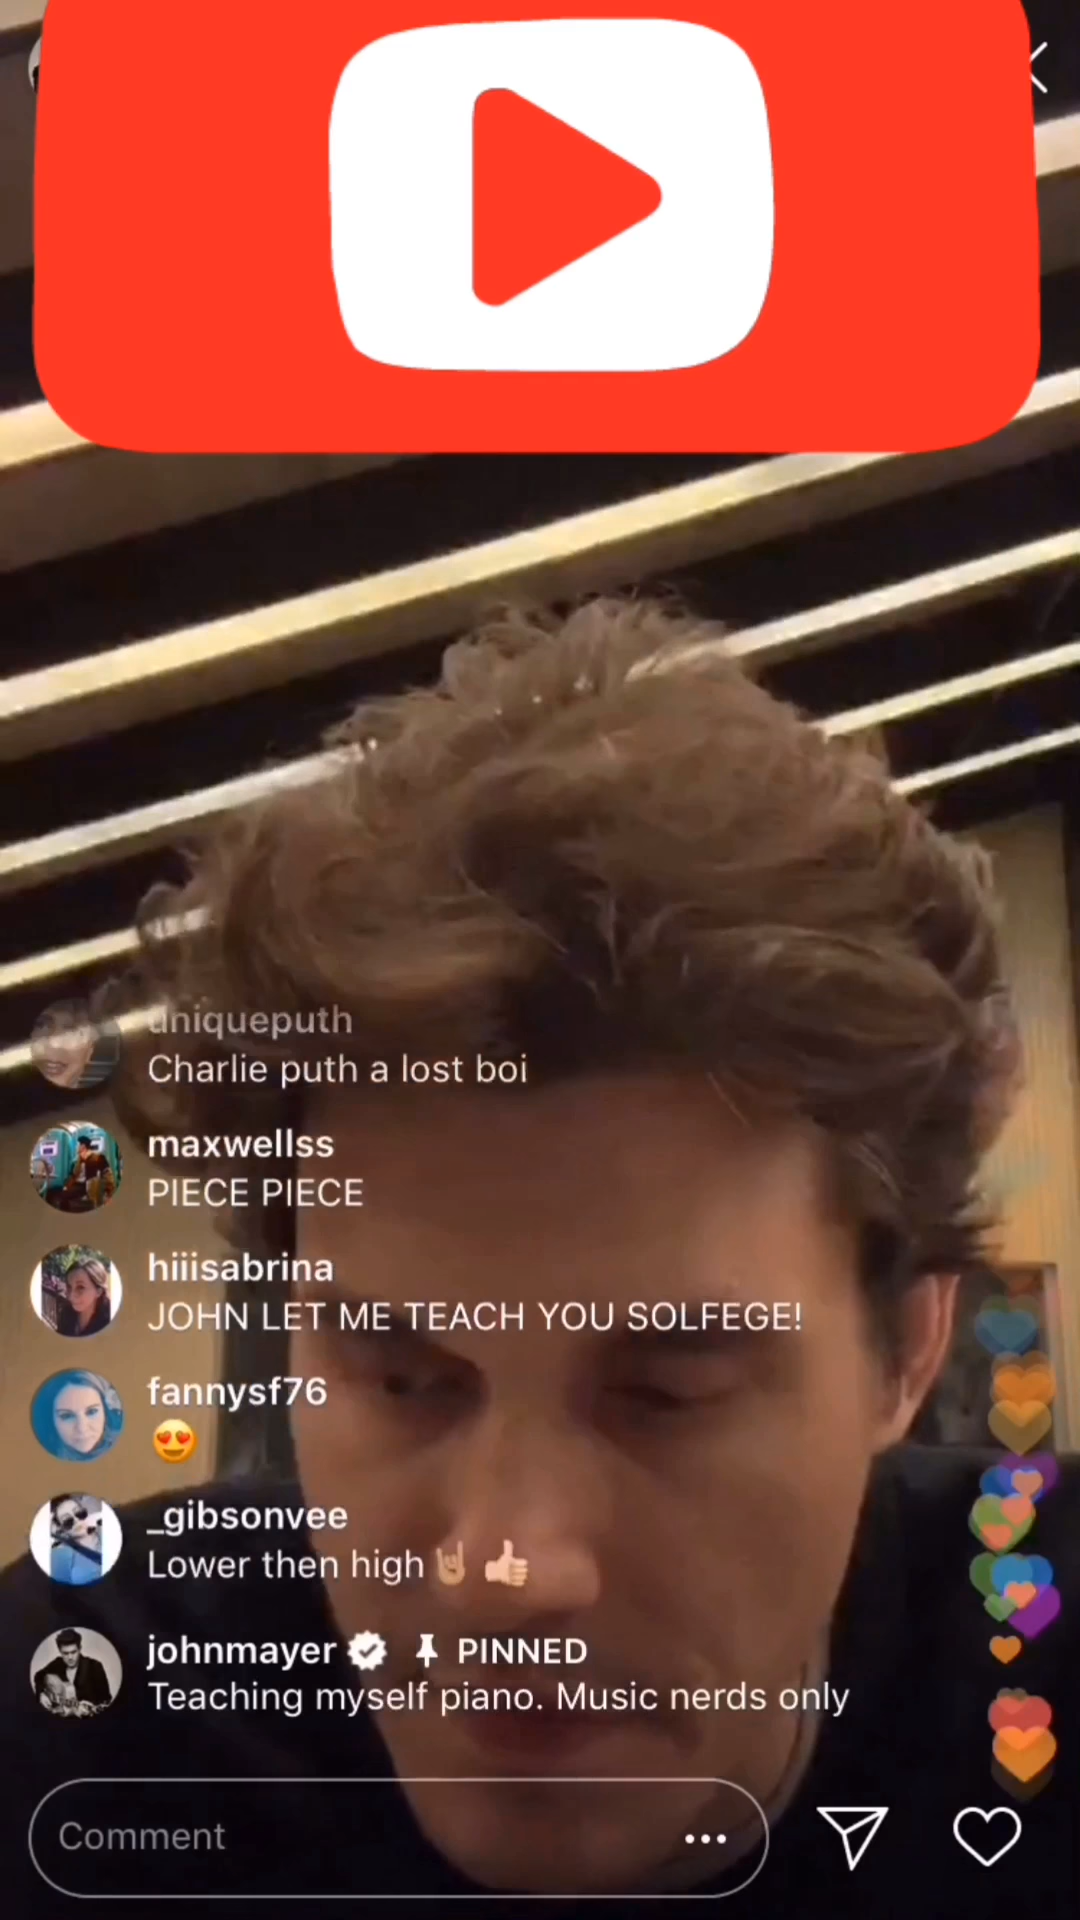 uniqueputh
Charlie puth a lost boi
maxwellss
PIECE PIECE
hiiisabrina
JOHN LET ME TEACH YOU SOLFEGE!
fannysf76
😍
_gibsonvee
Lower then high🤘🏼 👍🏼
johnmayer PINNED
Teaching myself piano. Music nerds only
Comment